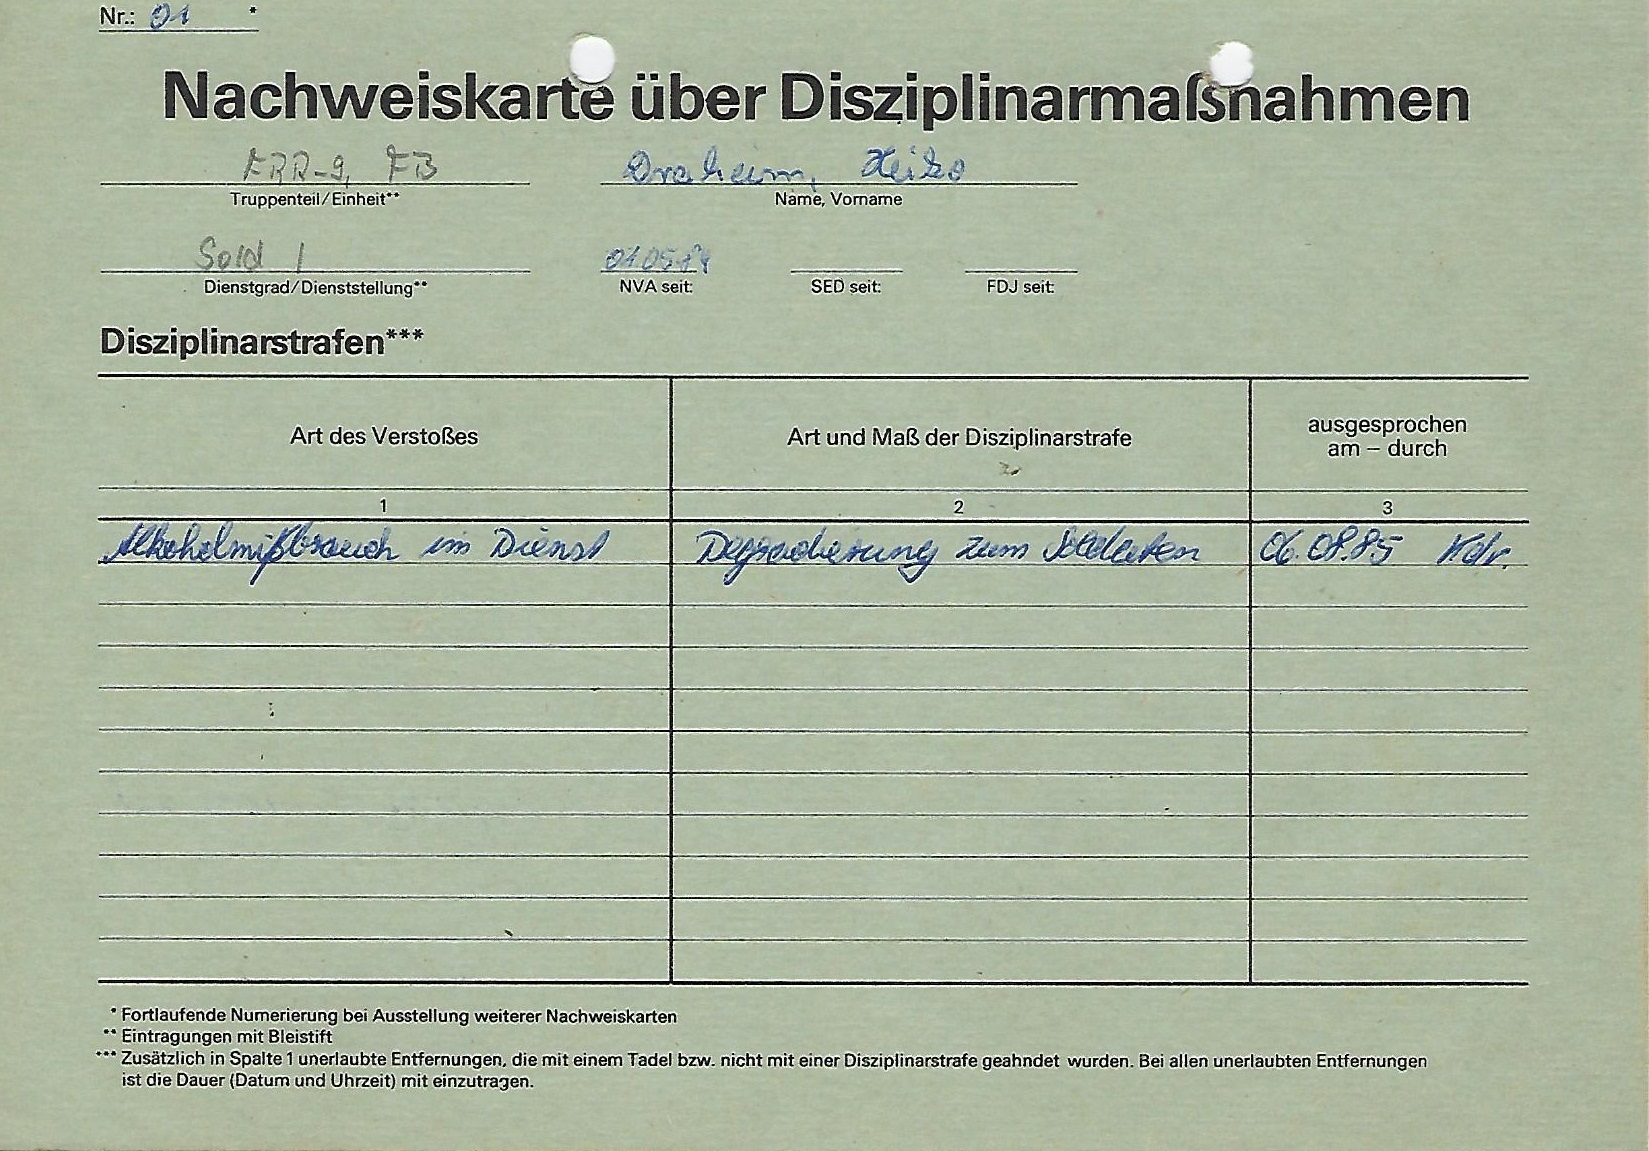 Nr.: 01 *
Nachweiskarte über Disziplinarmaßnahmen
FB Draheim, Heiko
Truppenteil/Einheit** Name, Vorname
Sold 010584
Dienstgrad/Dienststellung** NVA seit: SED seit: FDJ seit:
Disziplinarstrafen***
Art des Verstoßes Art und Maß der Disziplinarstrafe ausgesprochen
am – durch
1 2 3
Alkoholmißbrauch im Dienst Degradierung zum Soldaten 06.08.85 Kdr.
* Fortlaufende Numerierung bei Ausstellung weiterer Nachweiskarten
** Eintragungen mit Bleistift
*** Zusätzlich in Spalte 1 unerlaubte Entfernungen, die mit einem Tadel bzw. nicht mit einer Disziplinarstrafe geahndet wurden. Bei allen unerlaubten Entfernungen
ist die Dauer (Datum und Uhrzeit) mit einzutragen.